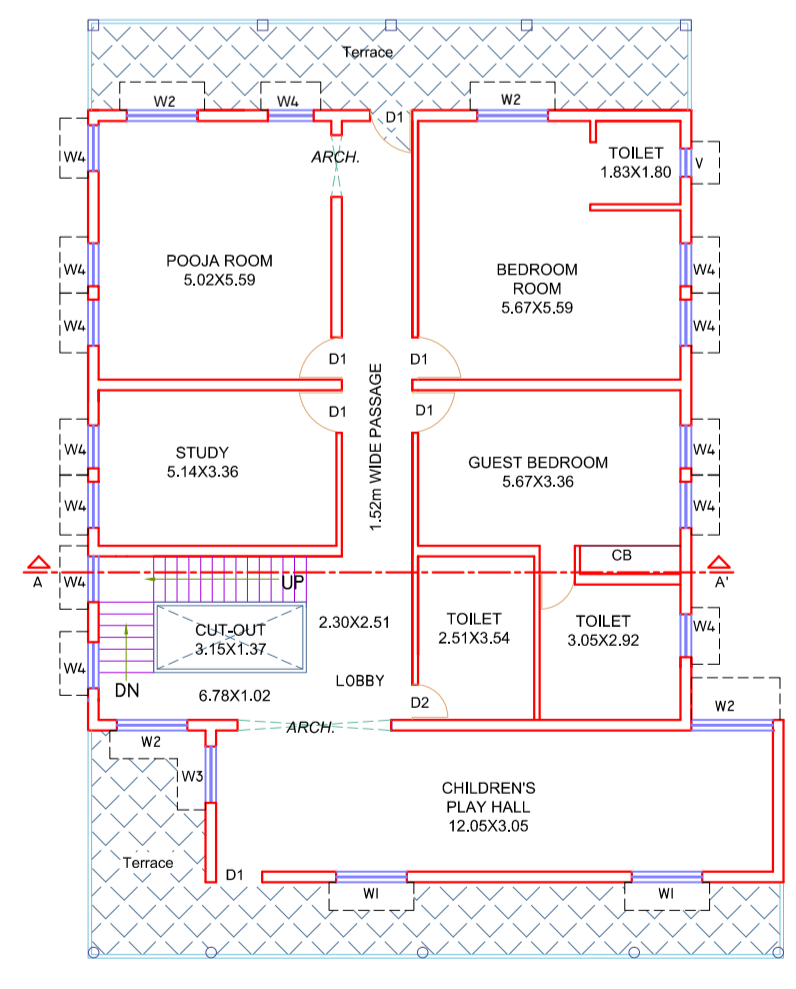 Terrace
W2
W4
D1
W2
ARCH.
TOILET
1.83X1.80
V
W4
POOJA ROOM
5.02X5.59
BEDROOM
ROOM
5.67X5.59
W4
W4
W4
W4
D1
D1
1.52m WIDE PASSAGE
D1
D1
STUDY
5.14X3.36
GUEST BEDROOM
5.67X3.36
W4
W4
W4
W4
CB
A
W4
UP
A'
CUT-OUT
3.15X1.37
2.30X2.51
TOILET
2.51X3.54
TOILET
3.05X2.92
W4
W4
LOBBY
DN
6.78X1.02
D2
W2
ARCH.
W2
W3
CHILDREN'S
PLAY HALL
12.05X3.05
Terrace
D1
W1
W1